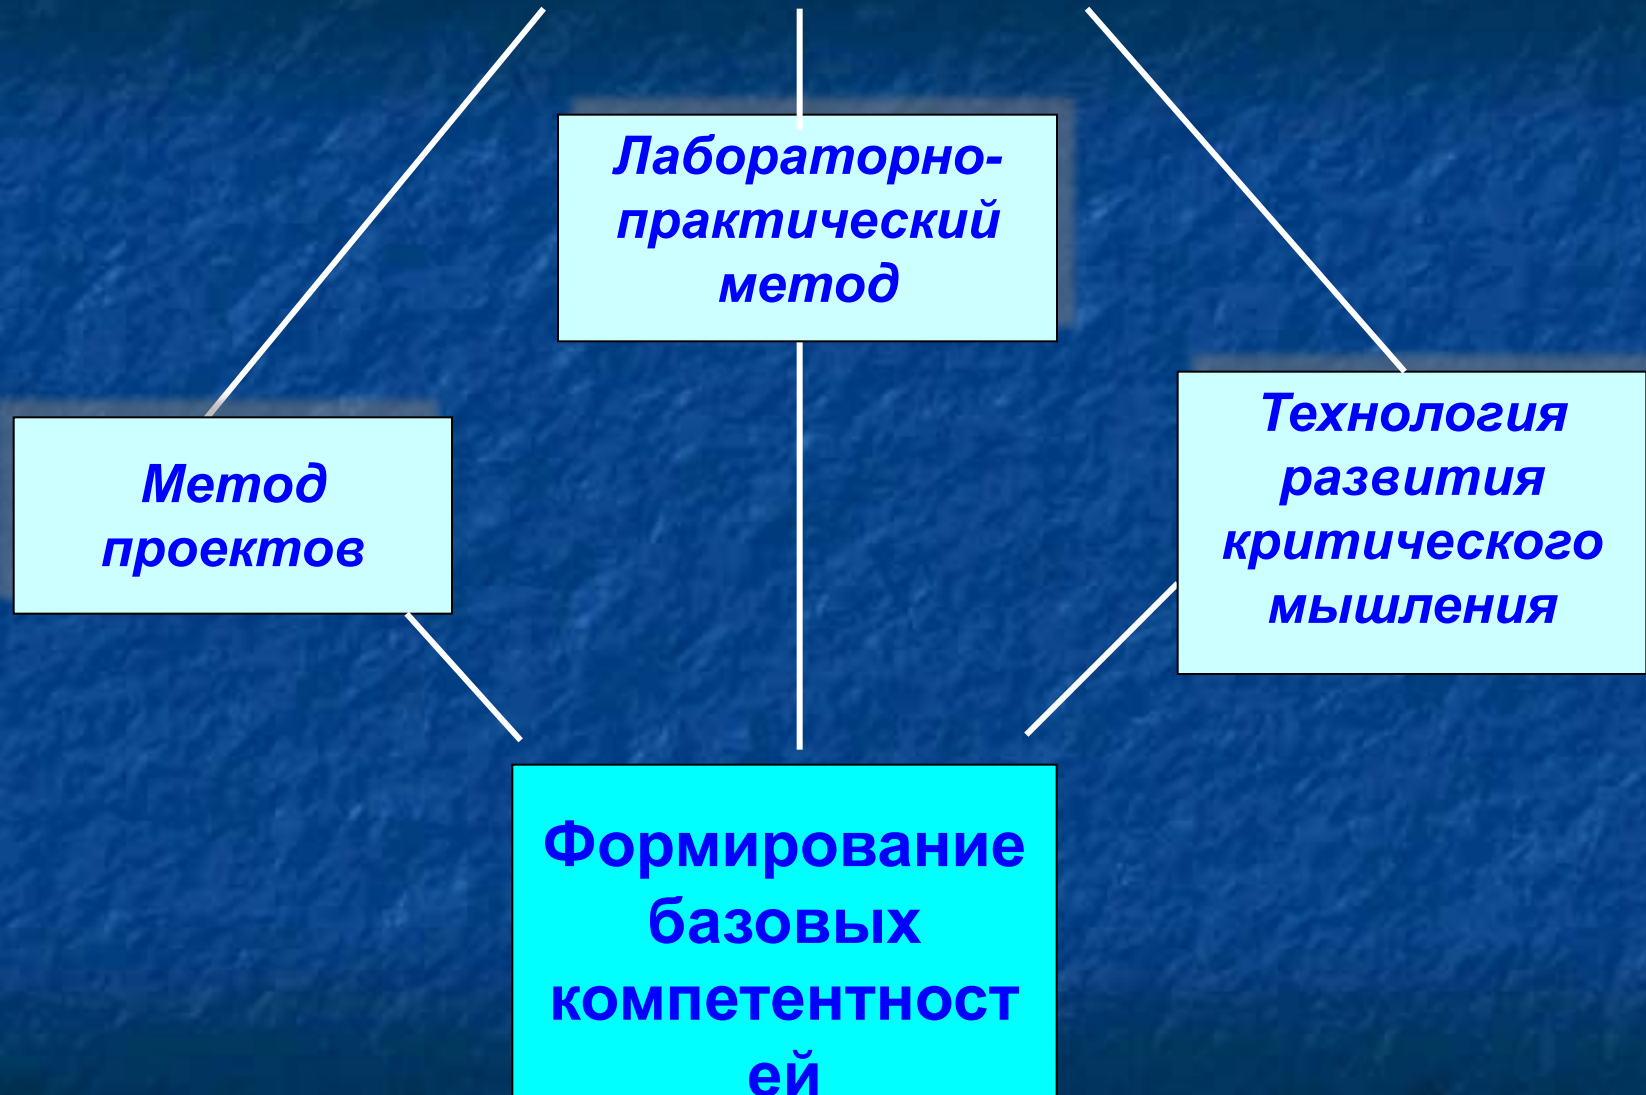 Лабораторно-
практический
метод
Метод
проектов
Технология
развития
критического
мышления
Формирование
базовых
компетентност
ей